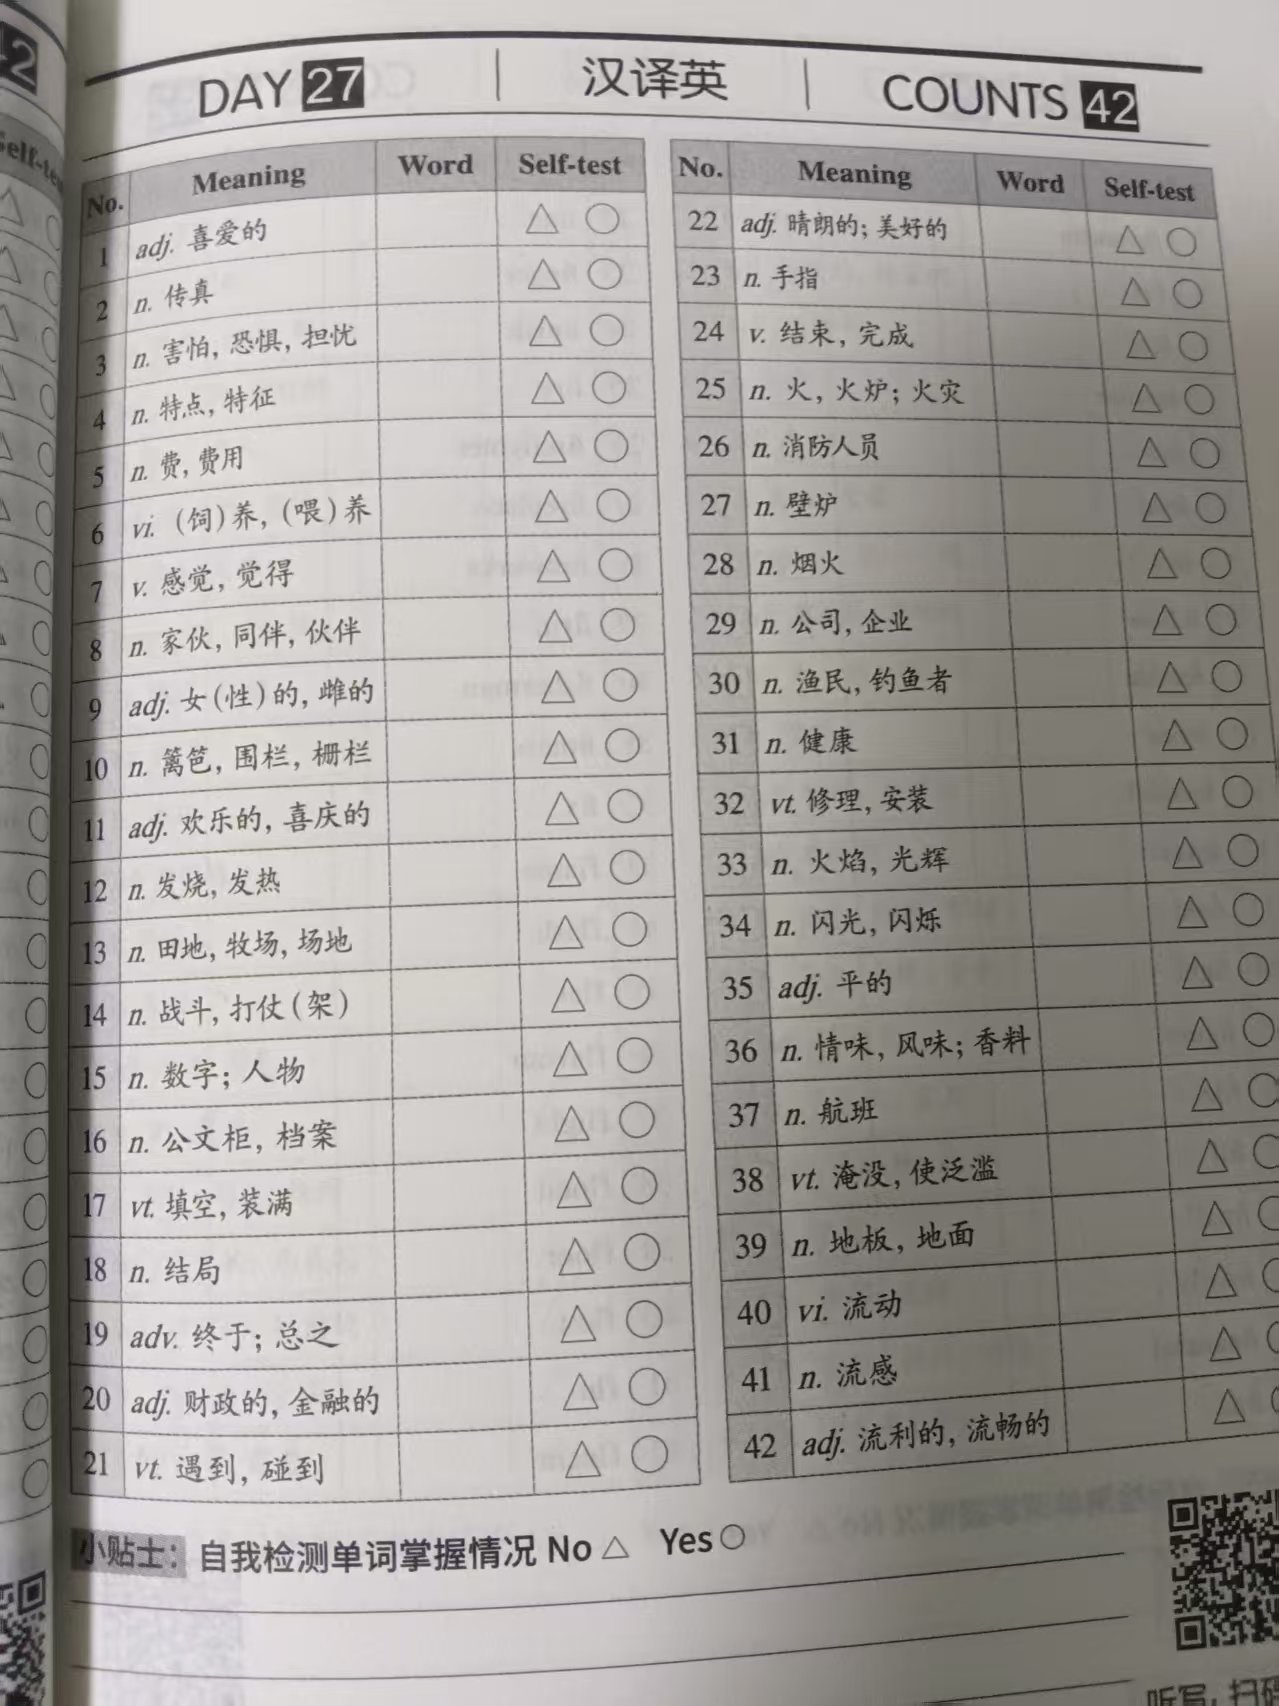 DAY 27 汉译英 COUNTS 42
No. Meaning Word Self-test
1 adj. 喜爱的 △ ○
2 n. 传真 △ ○
3 n. 害怕, 恐惧, 担忧 △ ○
4 n. 特点, 特征 △ ○
5 n. 费, 费用 △ ○
6 vi. (饲)养, (喂)养 △ ○
7 v. 感觉, 觉得 △ ○
8 n. 家伙, 同伴, 伙伴 △ ○
9 adj. 女(性)的, 雌的 △ ○
10 n. 篱笆, 围栏, 栅栏 △ ○
11 adj. 欢乐的, 喜庆的 △ ○
12 n. 发烧, 发热 △ ○
13 n. 田地, 牧场, 场地 △ ○
14 n. 战斗, 打仗(架) △ ○
15 n. 数字; 人物 △ ○
16 n. 公文柜, 档案 △ ○
17 vt. 填空, 装满 △ ○
18 n. 结局 △ ○
19 adv. 终于; 总之 △ ○
20 adj. 财政的, 金融的 △ ○
21 vt. 遇到, 碰到 △ ○
No. Meaning Word Self-test
22 adj. 晴朗的; 美好的 △ ○
23 n. 手指 △ ○
24 v. 结束, 完成 △ ○
25 n. 火, 火炉; 火灾 △ ○
26 n. 消防人员 △ ○
27 n. 壁炉 △ ○
28 n. 烟火 △ ○
29 n. 公司, 企业 △ ○
30 n. 渔民, 钓鱼者 △ ○
31 n. 健康 △ ○
32 vt. 修理, 安装 △ ○
33 n. 火焰, 光辉 △ ○
34 n. 闪光, 闪烁 △ ○
35 adj. 平的 △ ○
36 n. 情味, 风味; 香料 △ ○
37 n. 航班 △ ○
38 vt. 淹没, 使泛滥 △ ○
39 n. 地板, 地面 △ ○
40 vi. 流动 △ ○
41 n. 流感 △ ○
42 adj. 流利的, 流畅的 △ ○
小贴士: 自我检测单词掌握情况 No △ Yes ○